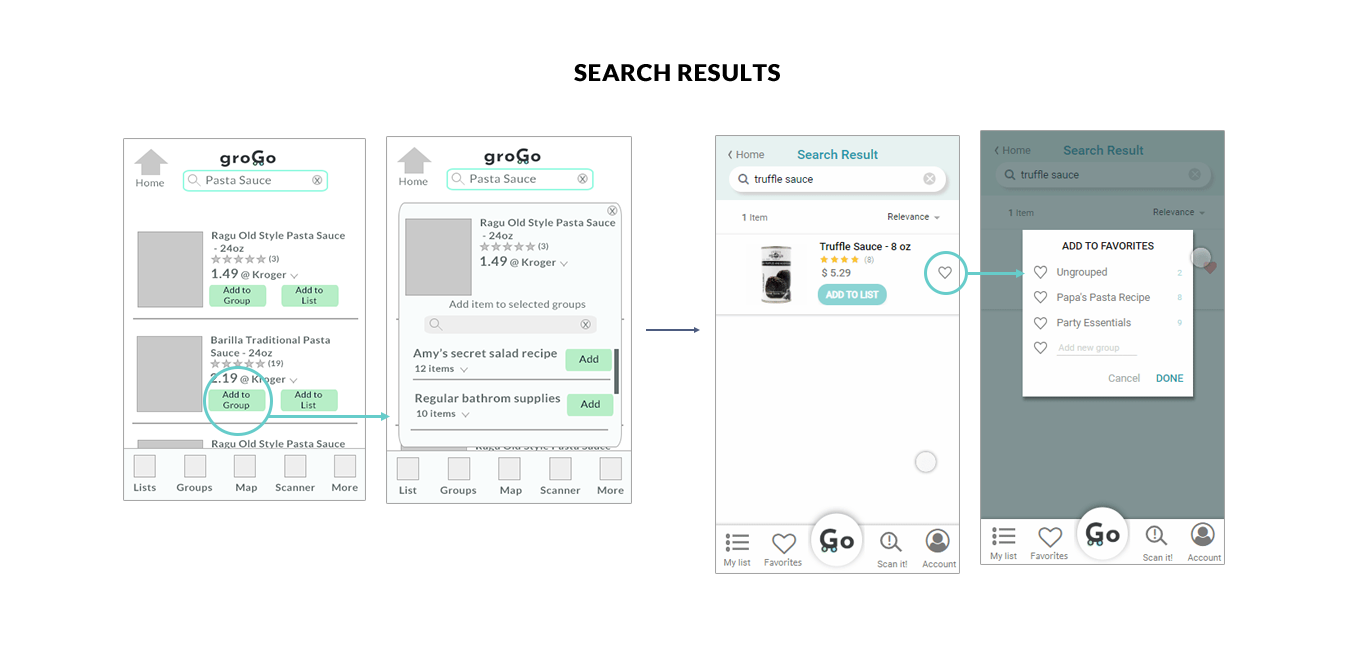 SEARCH RESULTS
groGo
Home
Pasta Sauce
Ragu Old Style Pasta Sauce
- 24oz
(3)
1.49 @ Kroger
Add to
Group
Add to
List
Barilla Traditional Pasta
Sauce - 24oz
(19)
2.19 @ Kroger
Add to
Group
Add to
List
Ragu Old Style Pasta Sauce
Lists
Groups
Map
Scanner
More
groGo
Home
Pasta Sauce
Ragu Old Style Pasta Sauce
- 24oz
(3)
1.49 @ Kroger
Add item to selected groups
Amy's secret salad recipe
12 items
Add
Regular bathrom supplies
10 items
Add
Ragu Old Style Pasta Sauce
List
Groups
Map
Scanner
More
Home
Search Result
truffle sauce
1 Item
Relevance
Truffle Sauce - 8 oz
(8)
$ 5.29
ADD TO LIST
My list
Favorites
Go
Scan it!
Account
Home
Search Result
truffle sauce
1 Item
Relevance
ADD TO FAVORITES
Ungrouped 2
Papa's Pasta Recipe 8
Party Essentials 9
Add new group
Cancel
DONE
My list
Favorites
Go
Scan it!
Account